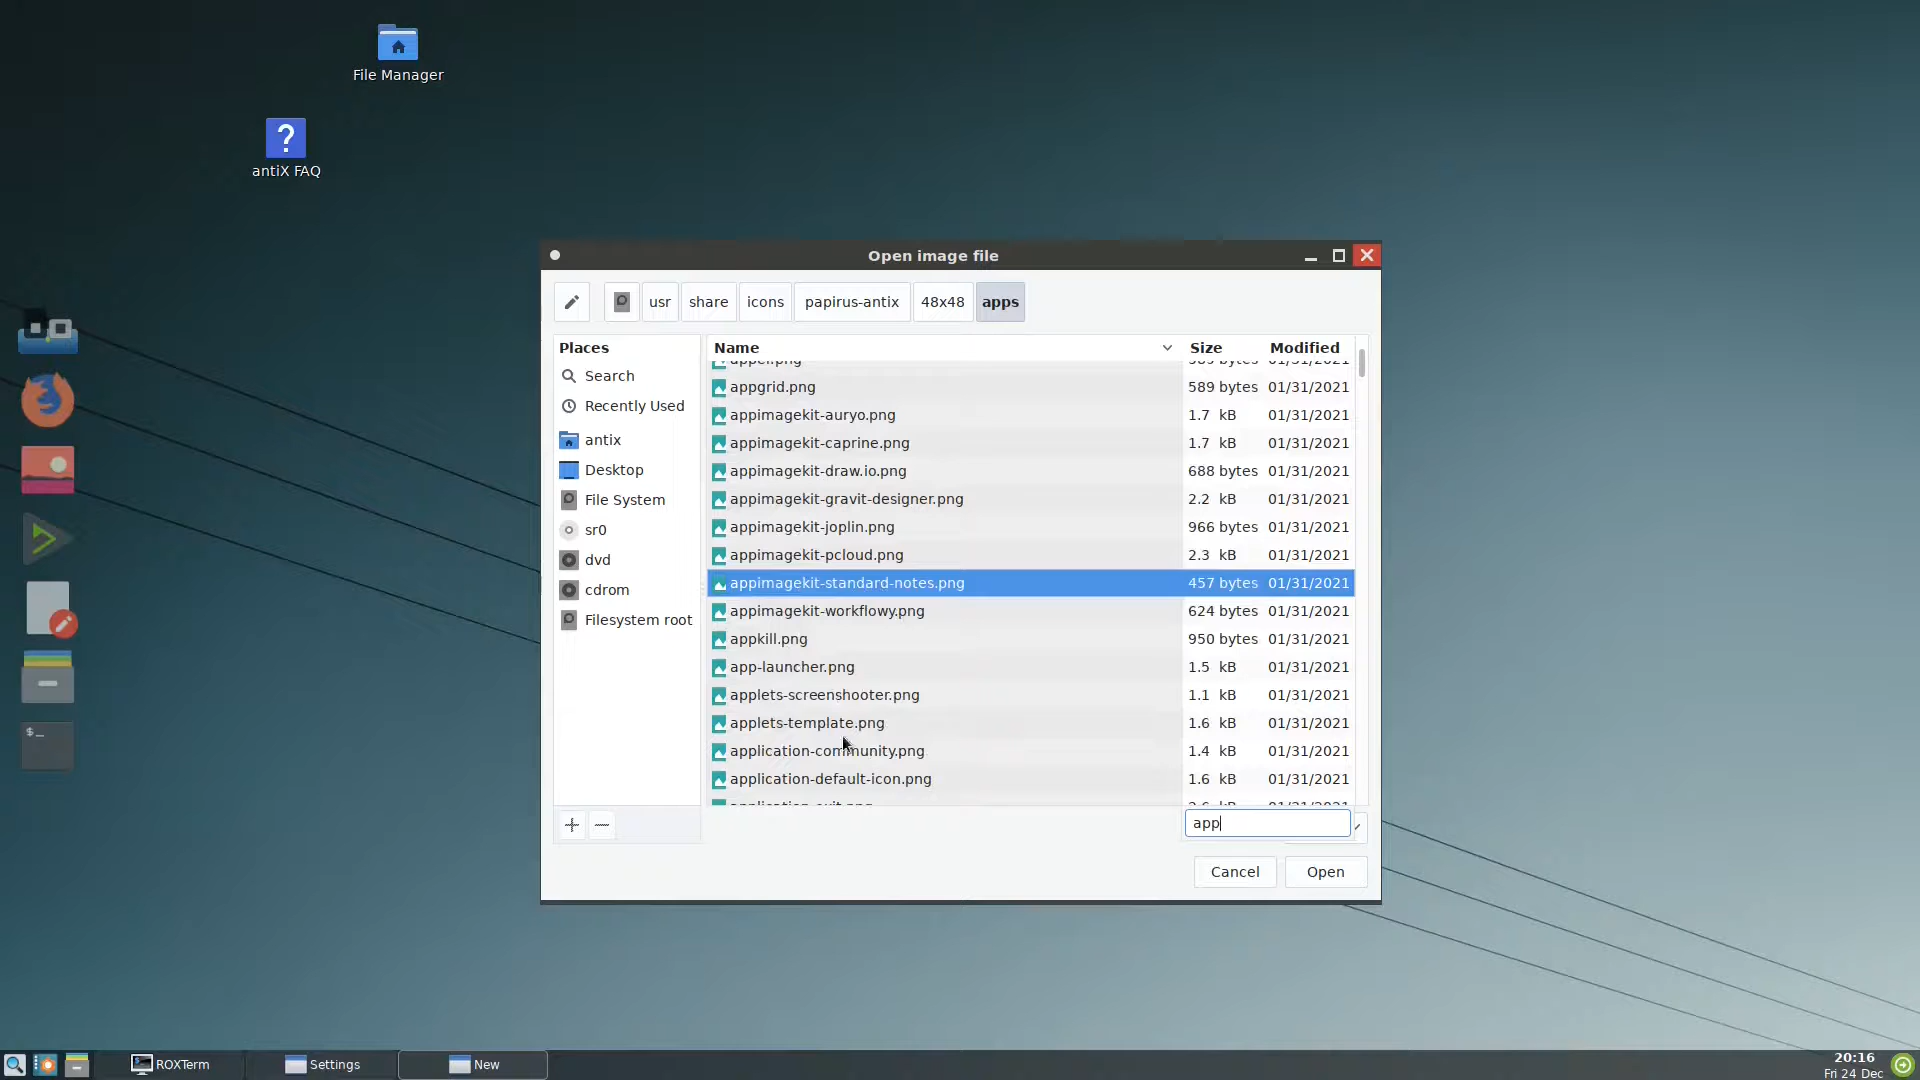 File Manager
antiX FAQ
Open image file
usr share icons papirus-antix 48x48 apps
Places
Search
Recently Used
antix
Desktop
File System
sr0
dvd
cdrom
Filesystem root
Name Size Modified
appgrid.png 589 bytes 01/31/2021
appimagekit-auryo.png 1.7 kB 01/31/2021
appimagekit-caprine.png 1.7 kB 01/31/2021
appimagekit-draw.io.png 688 bytes 01/31/2021
appimagekit-gravit-designer.png 2.2 kB 01/31/2021
appimagekit-joplin.png 966 bytes 01/31/2021
appimagekit-pcloud.png 2.3 kB 01/31/2021
appimagekit-standard-notes.png 457 bytes 01/31/2021
appimagekit-workflowy.png 624 bytes 01/31/2021
appkill.png 950 bytes 01/31/2021
app-launcher.png 1.5 kB 01/31/2021
applets-screenshooter.png 1.1 kB 01/31/2021
applets-template.png 1.6 kB 01/31/2021
application-community.png 1.4 kB 01/31/2021
application-default-icon.png 1.6 kB 01/31/2021
app
Cancel Open
ROXTerm Settings New
20:16
Fri 24 Dec